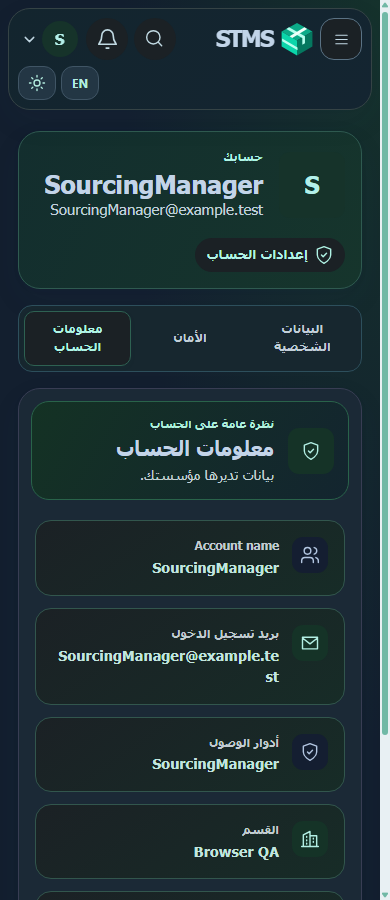 STMS
S
EN
حسابك
SourcingManager
S
SourcingManager@example.test
إعدادات الحساب
البيانات الشخصية
الأمان
معلومات الحساب
نظرة عامة على الحساب
معلومات الحساب
بيانات تديرها مؤسستك.
Account name
SourcingManager
بريد تسجيل الدخول
SourcingManager@example.te
st
أدوار الوصول
SourcingManager
القسم
Browser QA